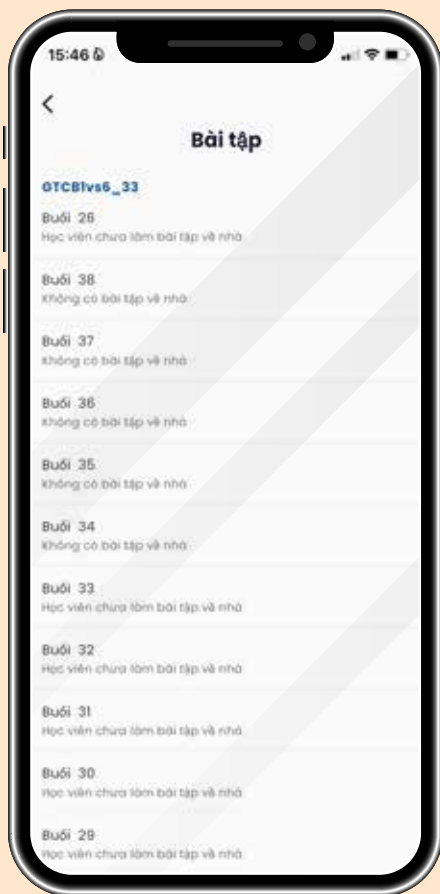 15:46
Bài tập
GTCB1vs6_33
Buổi 26
Học viên chưa làm bài tập về nhà
Buổi 38
Không có bài tập về nhà
Buổi 37
Không có bài tập về nhà
Buổi 36
Không có bài tập về nhà
Buổi 35
Không có bài tập về nhà
Buổi 34
Không có bài tập về nhà
Buổi 33
Học viên chưa làm bài tập về nhà
Buổi 32
Học viên chưa làm bài tập về nhà
Buổi 31
Học viên chưa làm bài tập về nhà
Buổi 30
Học viên chưa làm bài tập về nhà
Buổi 29
Học viên chưa làm bài tập về nhà